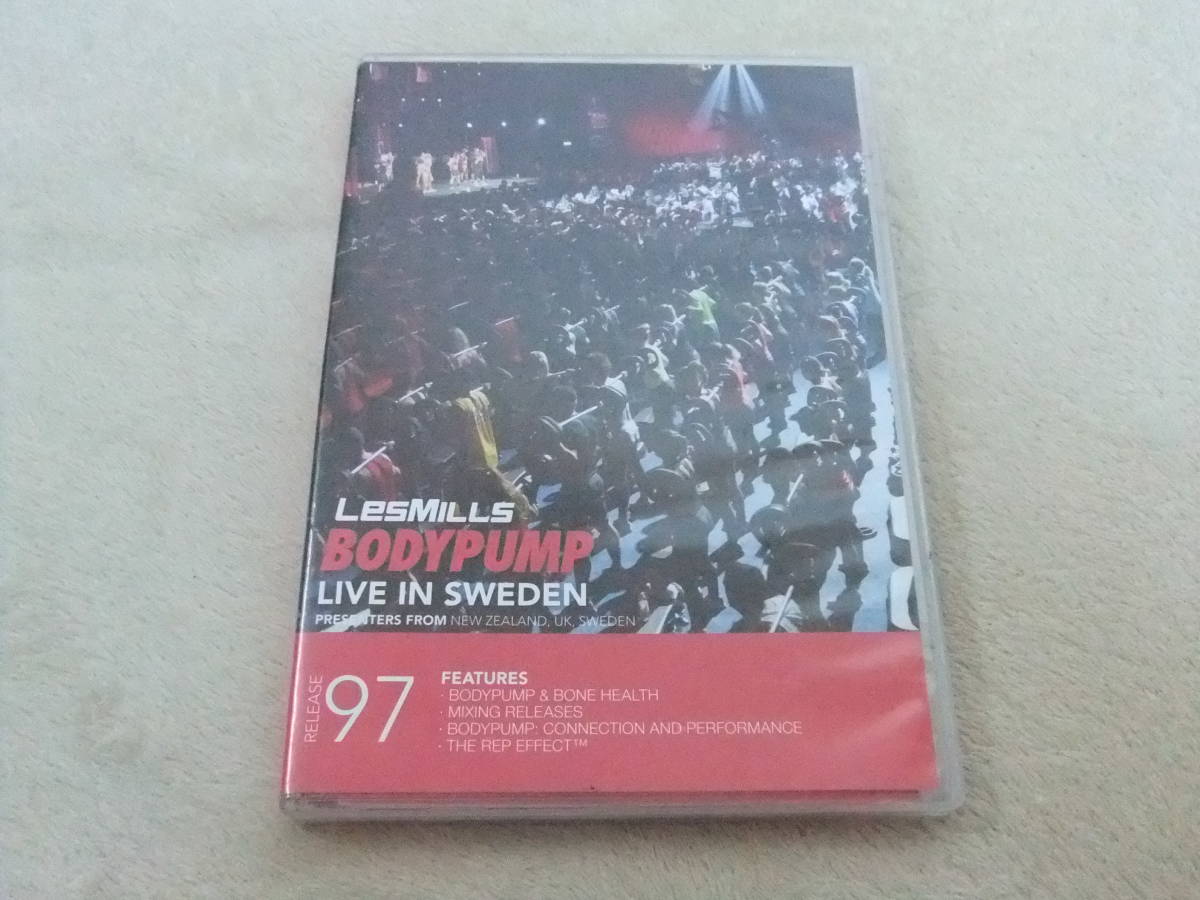 LesMILLS
BODYPUMP
LIVE IN SWEDEN
PRESENTERS FROM NEW ZEALAND, UK, SWEDEN
RELEASE 97
FEATURES
· BODYPUMP & BONE HEALTH
· MIXING RELEASES
· BODYPUMP: CONNECTION AND PERFORMANCE
· THE REP EFFECT™